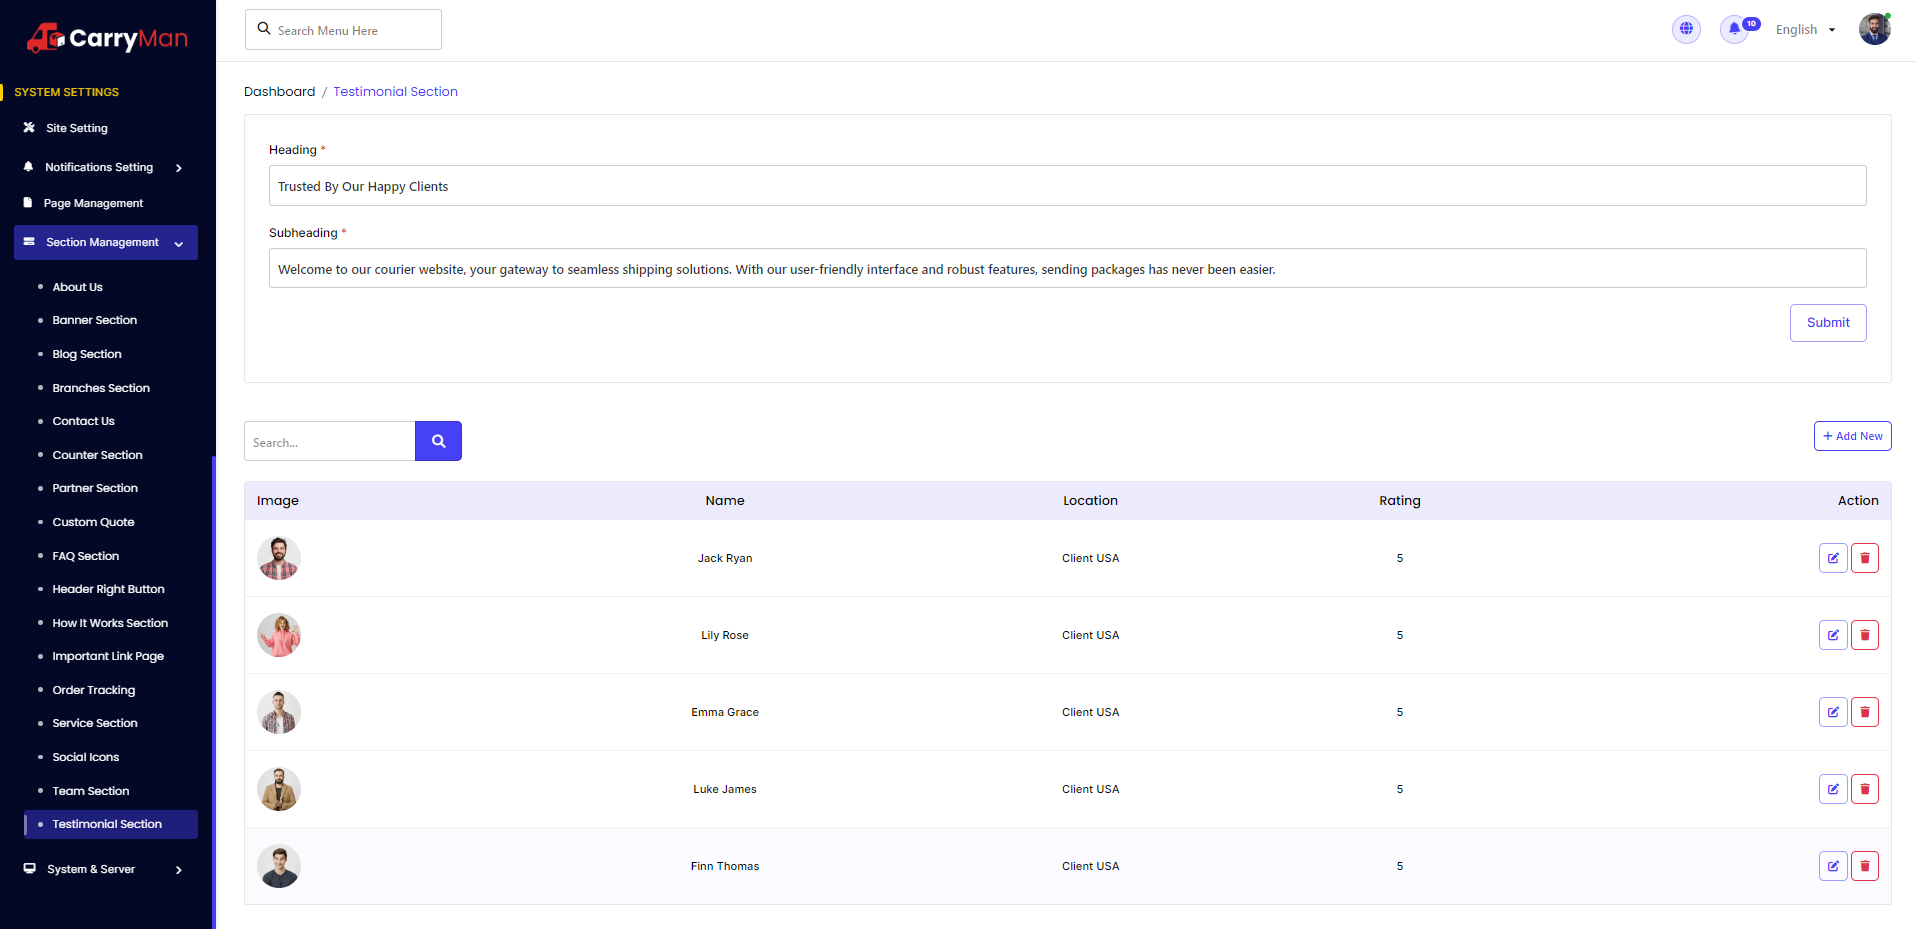 CarryMan
Search Menu Here
10
English
SYSTEM SETTINGS
Site Setting
Notifications Setting
Page Management
Section Management
About Us
Banner Section
Blog Section
Branches Section
Contact Us
Counter Section
Partner Section
Custom Quote
FAQ Section
Header Right Button
How It Works Section
Important Link Page
Order Tracking
Service Section
Social Icons
Team Section
Testimonial Section
System & Server
Dashboard / Testimonial Section
Heading *
Trusted By Our Happy Clients
Subheading *
Welcome to our courier website, your gateway to seamless shipping solutions. With our user-friendly interface and robust features, sending packages has never been easier.
Submit
Search...
+ Add New
Image Name Location Rating Action
Jack Ryan Client USA 5
Lily Rose Client USA 5
Emma Grace Client USA 5
Luke James Client USA 5
Finn Thomas Client USA 5